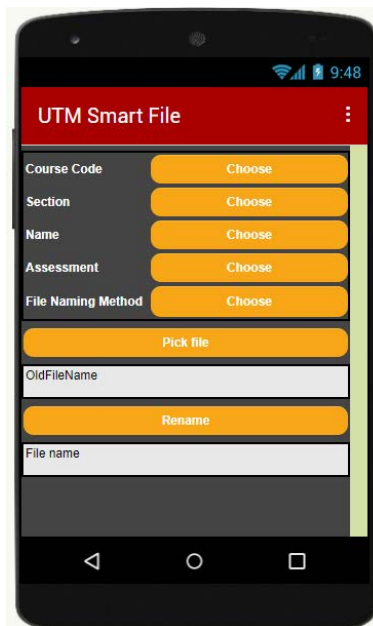 9:48
UTM Smart File
Course Code Choose
Section Choose
Name Choose
Assessment Choose
File Naming Method Choose
Pick file
OldFileName
Rename
File name